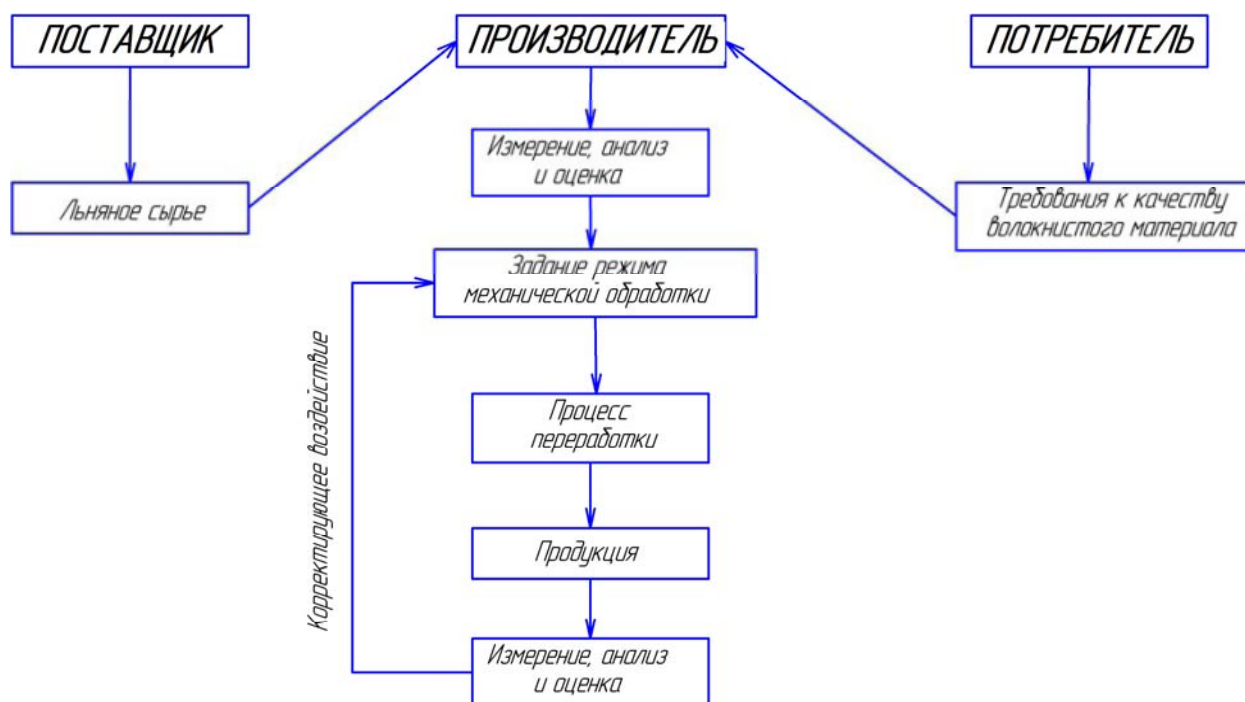 ПОСТАВЩИК
ПРОИЗВОДИТЕЛЬ
ПОТРЕБИТЕЛЬ
Измерение, анализ
и оценка
Льняное сырье
Требования к качеству
волокнистого материала
Задание режима
механической обработки
Корректирующее воздействие
Процесс
переработки
Продукция
Измерение, анализ
и оценка